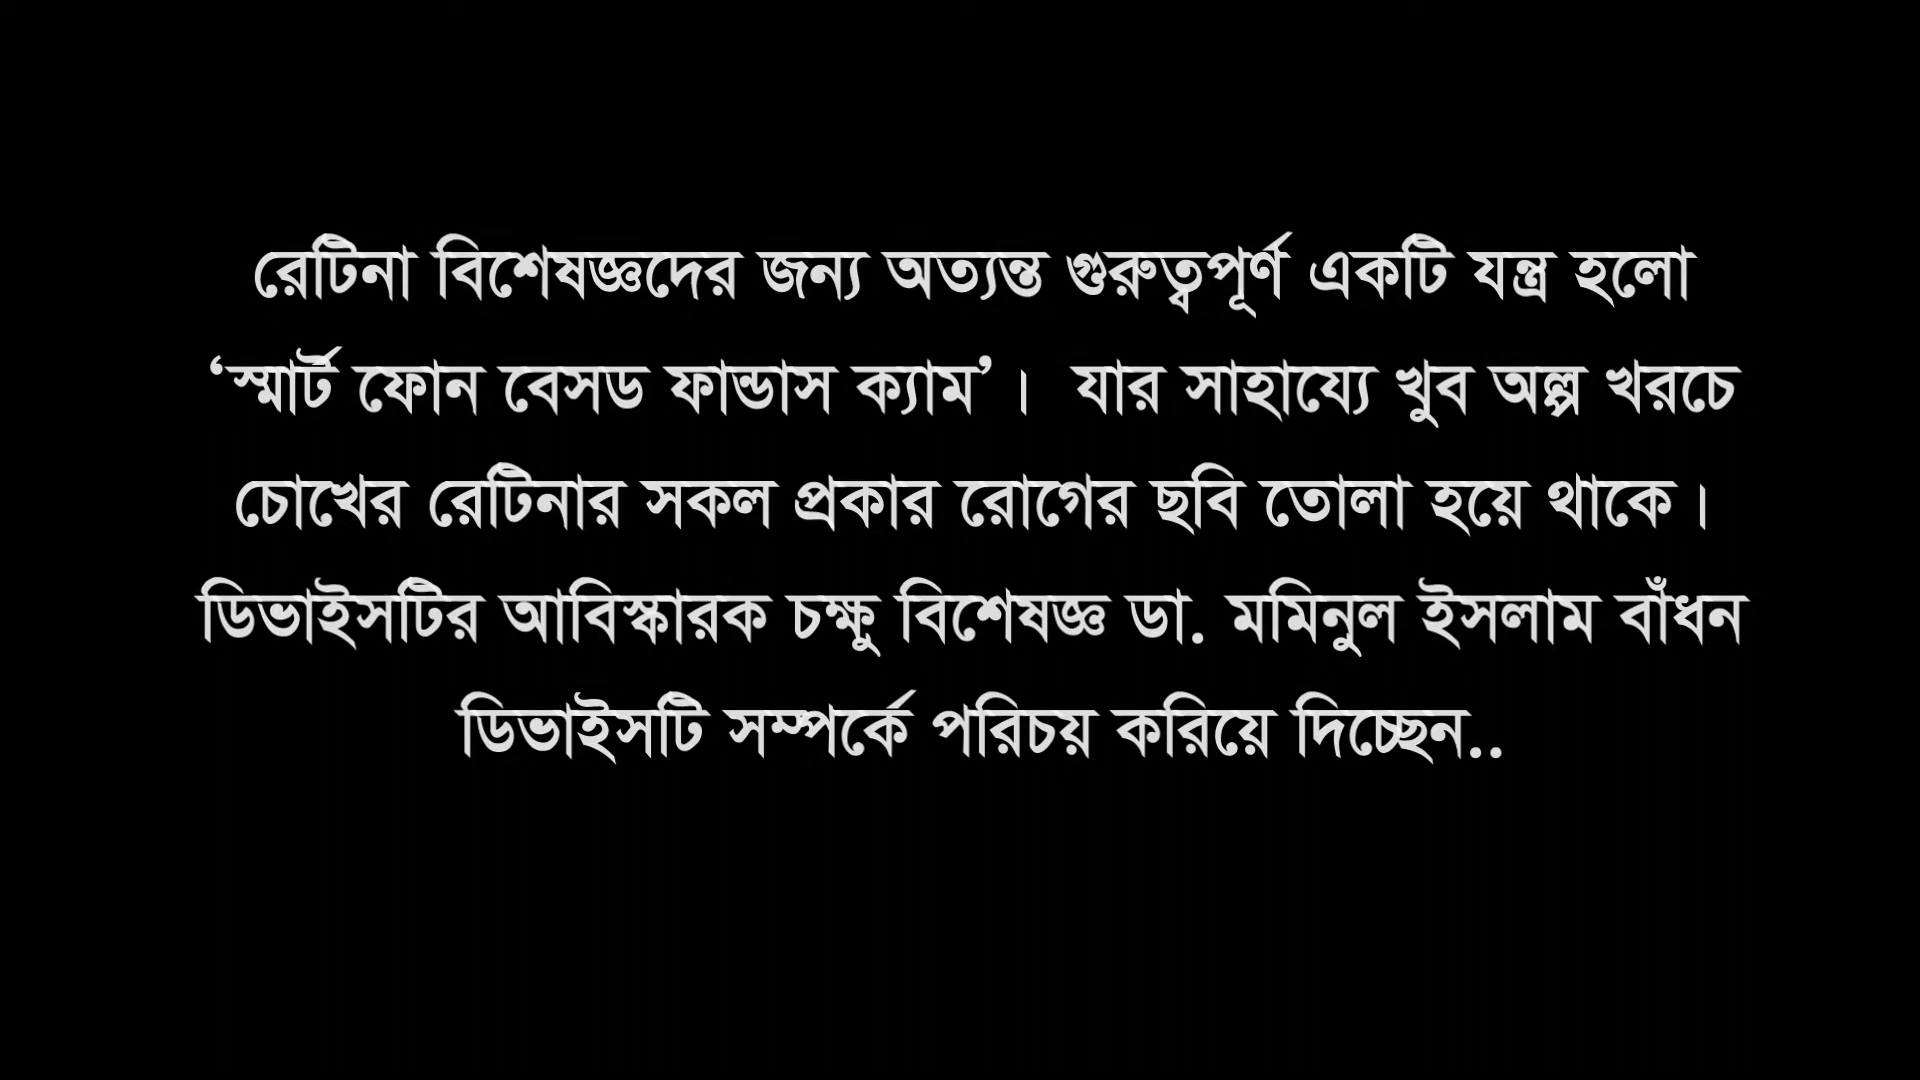 রেটিনা বিশেষজ্ঞদের জন্য অত্যন্ত গুরুত্বপূর্ণ একটি যন্ত্র হলো
‘স্মার্ট ফোন বেসড ফান্ডাস ক্যাম’। যার সাহায্যে খুব অল্প খরচে
চোখের রেটিনার সকল প্রকার রোগের ছবি তোলা হয়ে থাকে।
ডিভাইসটির আবিস্কারক চক্ষু বিশেষজ্ঞ ডা. মমিনুল ইসলাম বাঁধন
ডিভাইসটি সম্পর্কে পরিচয় করিয়ে দিচ্ছেন..